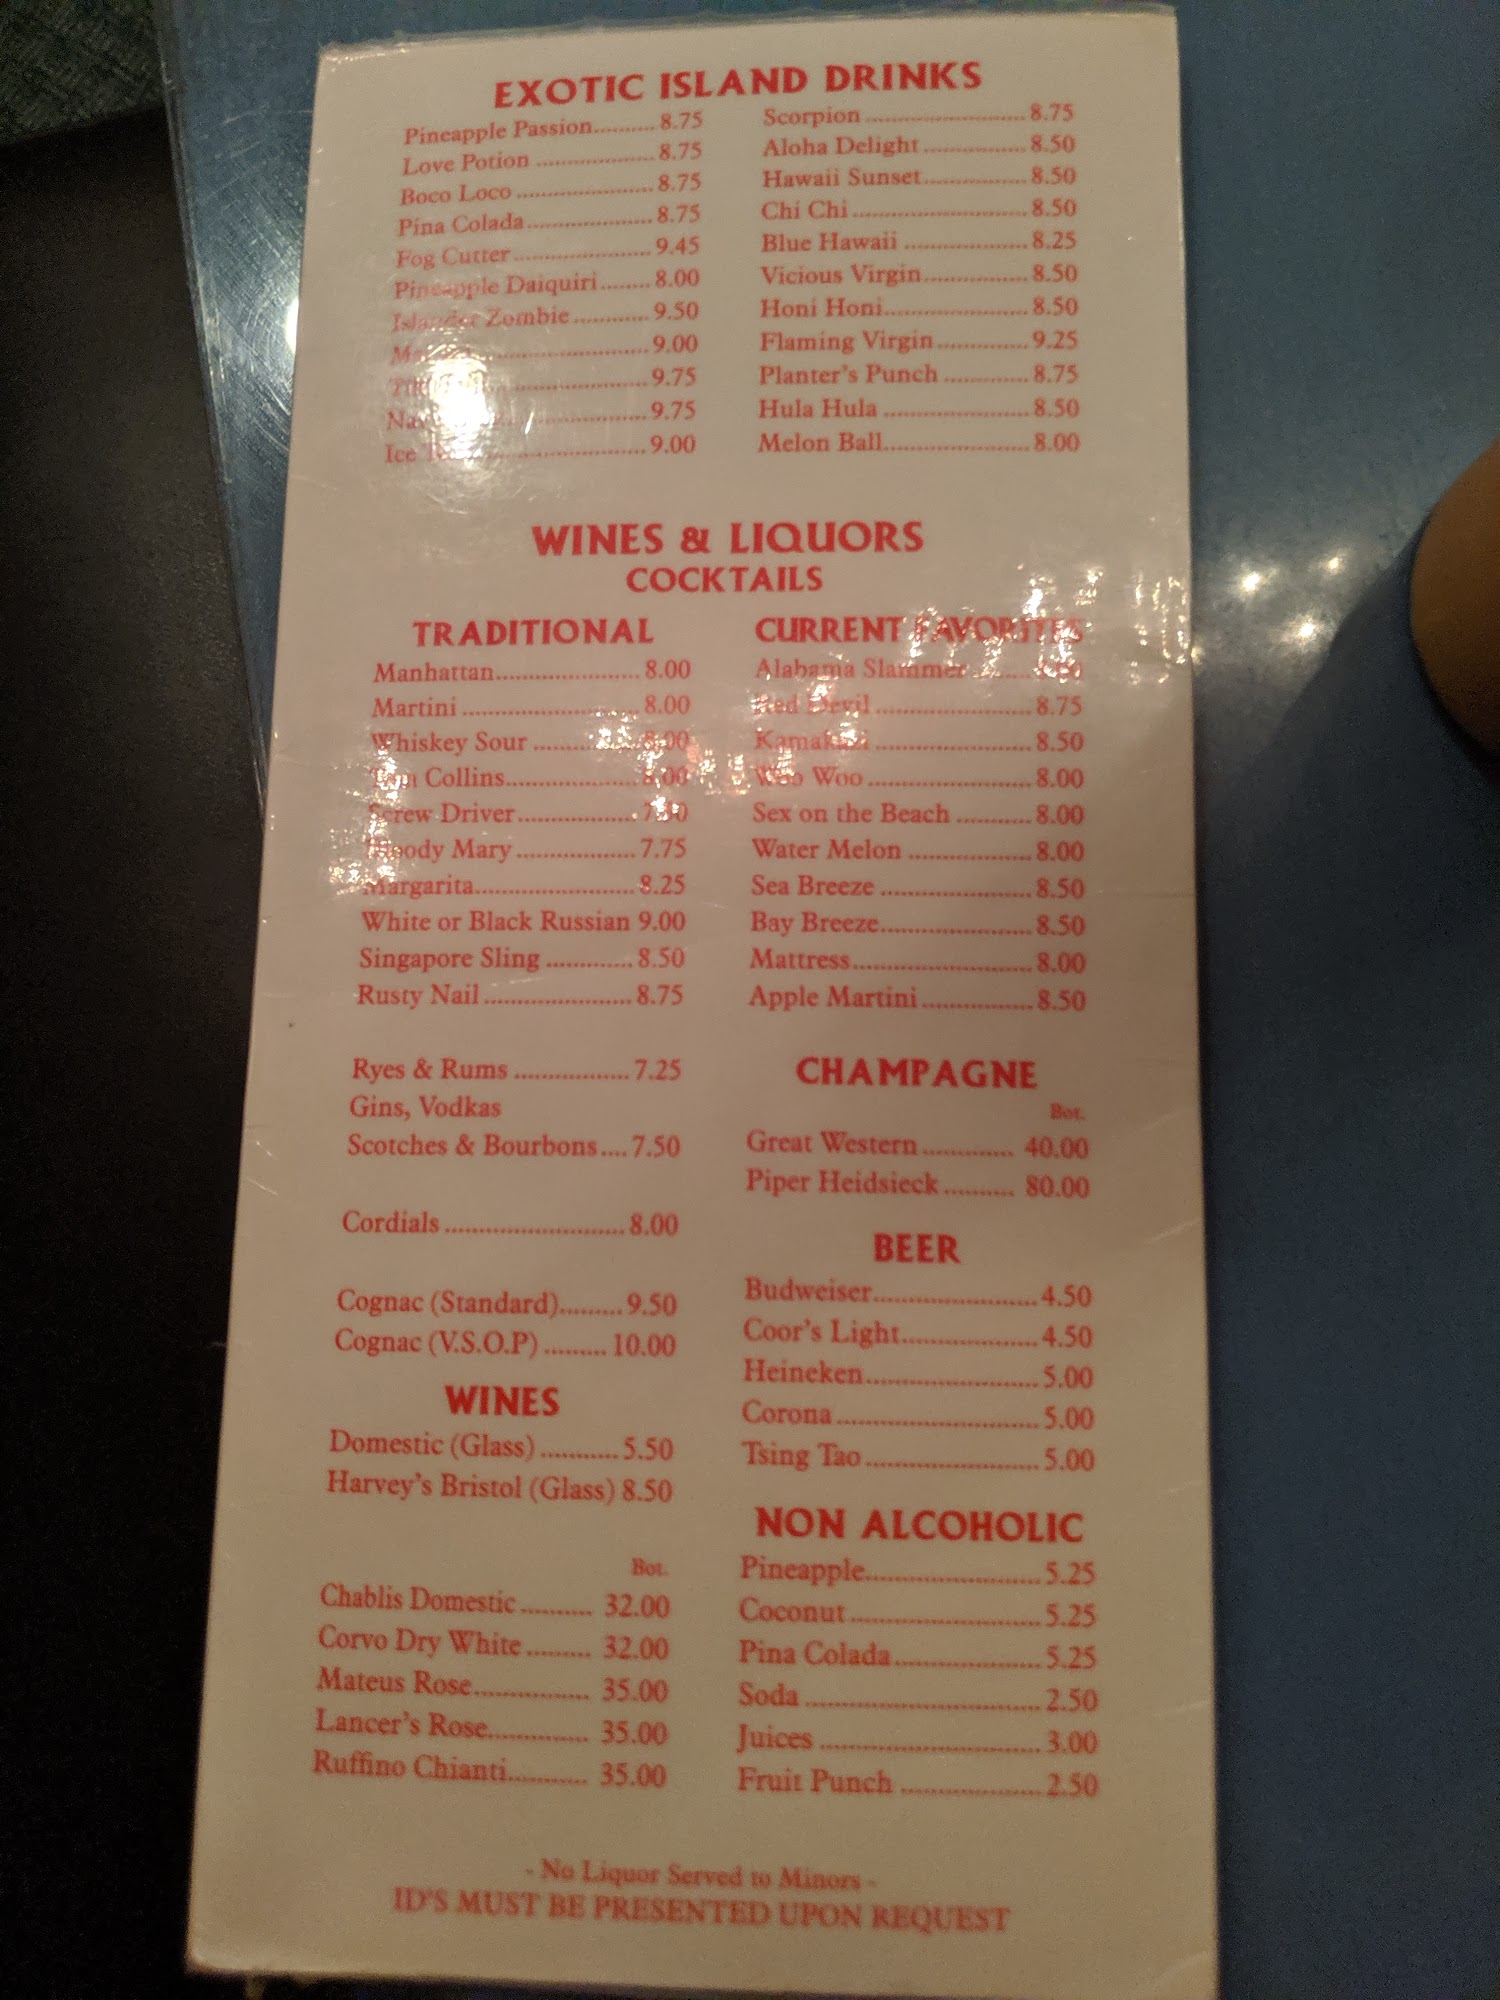 EXOTIC ISLAND DRINKS
Pineapple Passion..........8.75
Love Potion ....................8.75
Boco Loco .......................8.75
Pina Colada.....................8.75
Fog Cutter.......................9.45
Pineapple Daiquiri........8.00
Islander Zombie.............9.50
..............................9.00
..............................9.75
..............................9.75
Ice ..............................9.00
Scorpion ...........................8.75
Aloha Delight .................8.50
Hawaii Sunset..................8.50
Chi Chi .............................8.50
Blue Hawaii .....................8.25
Vicious Virgin..................8.50
Honi Honi........................8.50
Flaming Virgin...............9.25
Planter's Punch ..............8.75
Hula Hula ........................8.50
Melon Ball........................8.00
WINES & LIQUORS
COCKTAILS
TRADITIONAL
Manhattan........................8.00
Martini ..............................8.00
Whiskey Sour ..................8.00
Tom Collins......................8.00
Screw Driver....................
Bloody Mary ....................7.75
Margarita...........................8.25
White or Black Russian 9.00
Singapore Sling ..............8.50
Rusty Nail .........................8.75
Ryes & Rums ...................7.25
Gins, Vodkas
Scotches & Bourbons....7.50
Cordials .............................8.00
Cognac (Standard)..........9.50
Cognac (V.S.O.P) ..........10.00
WINES
Domestic (Glass) ............5.50
Harvey's Bristol (Glass) 8.50
Bot.
Chablis Domestic ........... 32.00
Corvo Dry White .......... 32.00
Mateus Rose.................. 35.00
Lancer's Rose................ 35.00
Ruffino Chianti............ 35.00
CURRENT FAVORITES
Alabama Slammer ..........
Red Devil .........................8.75
Kamakazi .........................8.50
Woo Woo .........................8.00
Sex on the Beach ............8.00
Water Melon ....................8.00
Sea Breeze ........................8.50
Bay Breeze........................8.50
Mattress............................8.00
Apple Martini ..................8.50
CHAMPAGNE
Bot.
Great Western .............. 40.00
Piper Heidsieck ........... 80.00
BEER
Budweiser.........................4.50
Coor's Light.....................4.50
Heineken..........................5.00
Corona ..............................5.00
Tsing Tao ..........................5.00
NON ALCOHOLIC
Pineapple..........................5.25
Coconut .............................5.25
Pina Colada......................5.25
Soda ...................................2.50
Juices .................................3.00
Fruit Punch .....................2.50
- No Liquor Served to Minors -
ID'S MUST BE PRESENTED UPON REQUEST